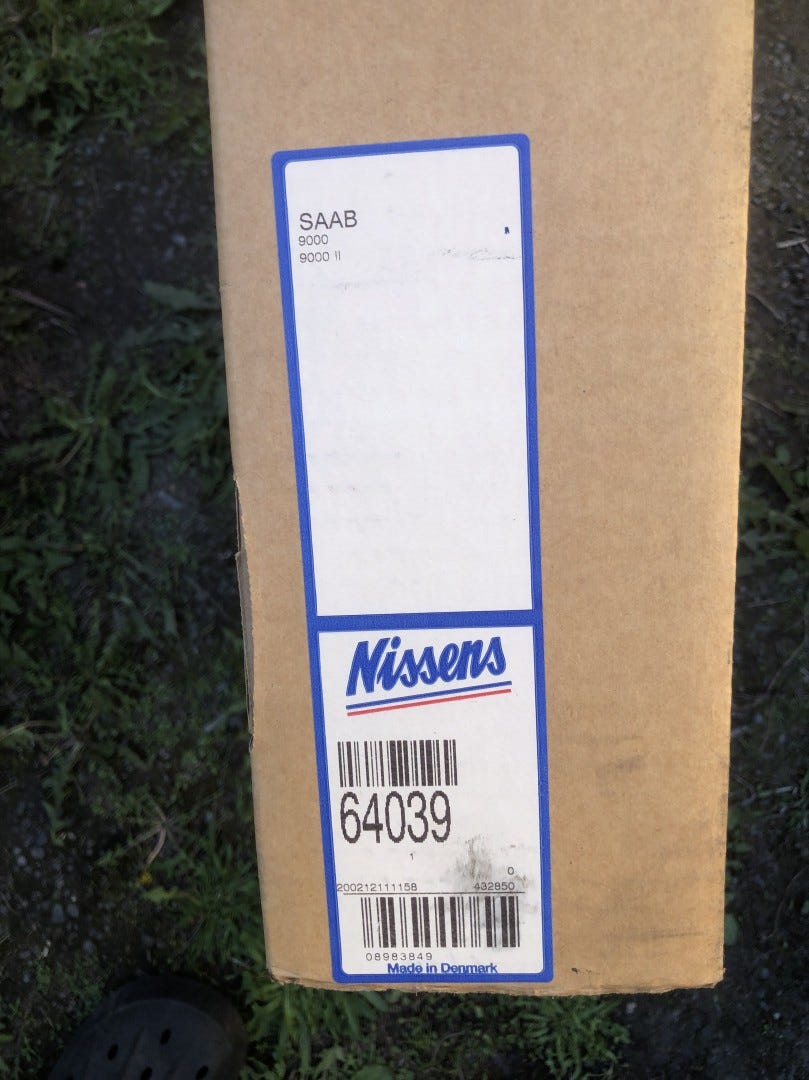 SAAB
9000
9000 II
Nissens
64039
1
0
200212111158 432850
08983849
Made in Denmark